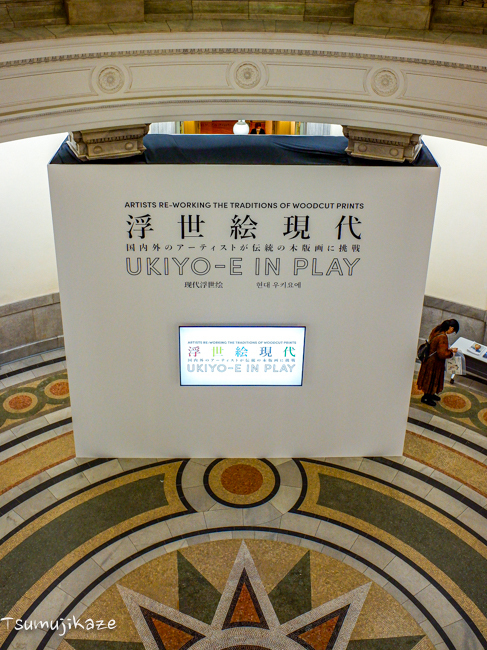 ARTISTS RE-WORKING THE TRADITIONS OF WOODCUT PRINTS
浮世絵現代
国内外のアーティストが伝統の木版画に挑戦
UKIYO-E IN PLAY
现代浮世绘 현대 우키요에
ARTISTS RE-WORKING THE TRADITIONS OF WOODCUT PRINTS
浮世絵現代
国内外のアーティストが伝統の木版画に挑戦
UKIYO-E IN PLAY
TsumujiKaze